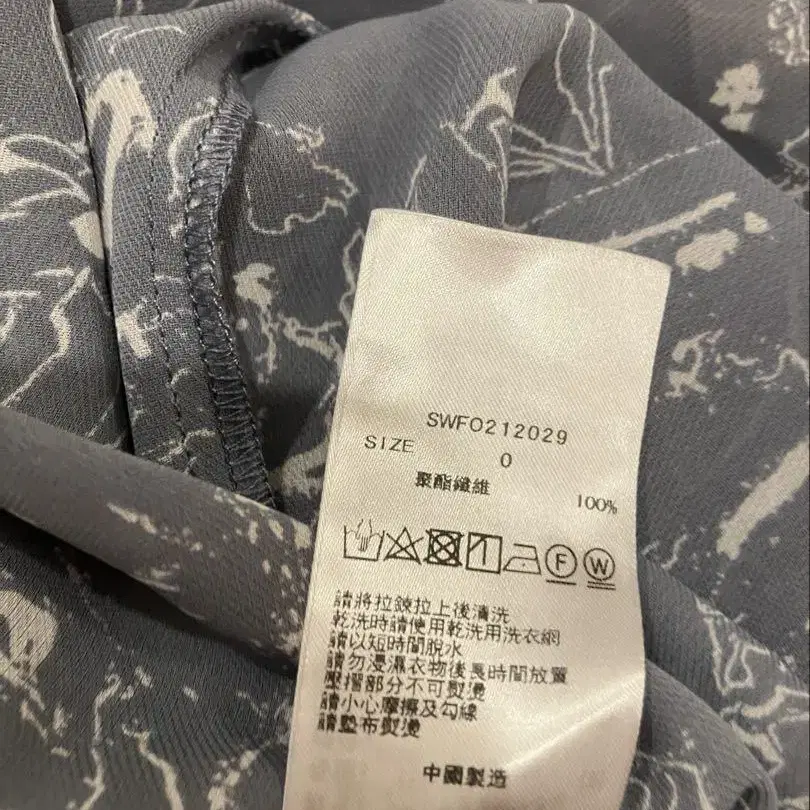 SWFO212029
SIZE 0
聚酯纖維 100%
F W
請將拉鍊拉上後清洗
乾洗時請使用乾洗用洗衣網
請以短時間脫水
請勿浸濕衣物後長時間放置
壓摺部分不可熨燙
請小心摩擦及勾線
請墊布熨燙
中國製造